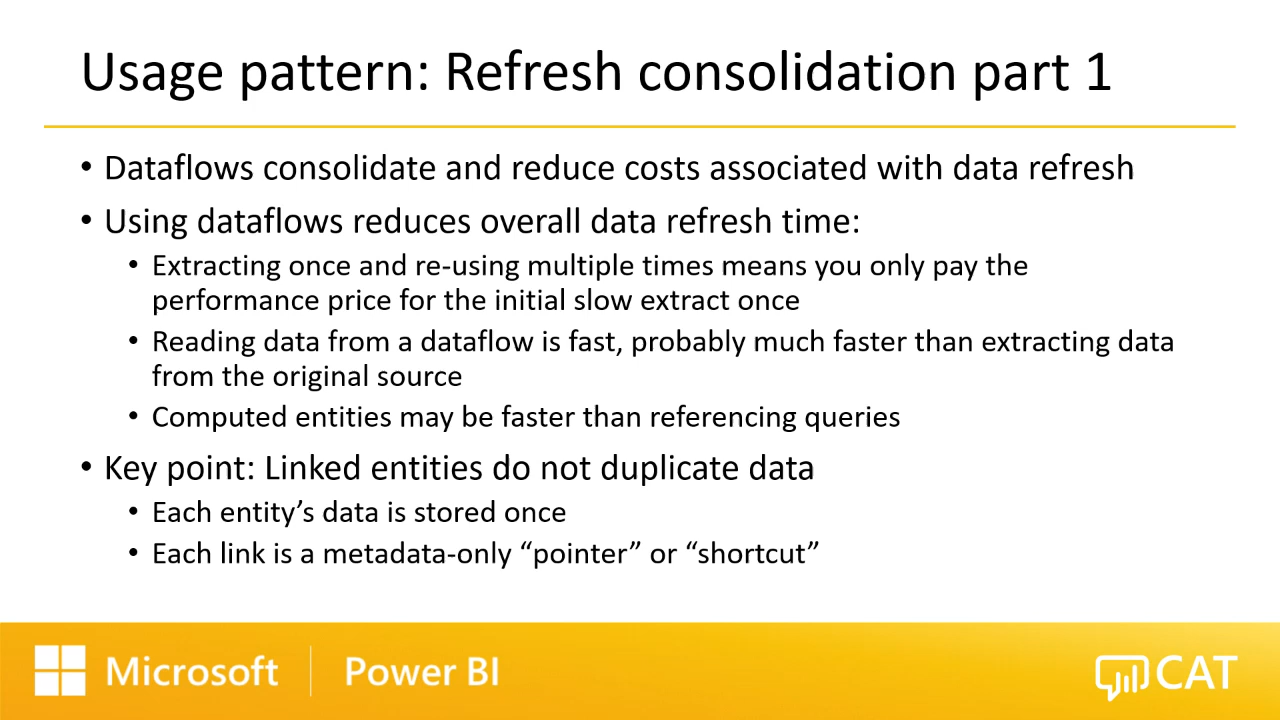 Usage pattern: Refresh consolidation part 1
• Dataflows consolidate and reduce costs associated with data refresh
• Using dataflows reduces overall data refresh time:
• Extracting once and re-using multiple times means you only pay the
performance price for the initial slow extract once
• Reading data from a dataflow is fast, probably much faster than extracting data
from the original source
• Computed entities may be faster than referencing queries
• Key point: Linked entities do not duplicate data
• Each entity’s data is stored once
• Each link is a metadata-only “pointer” or “shortcut”
Microsoft | Power BI
CAT